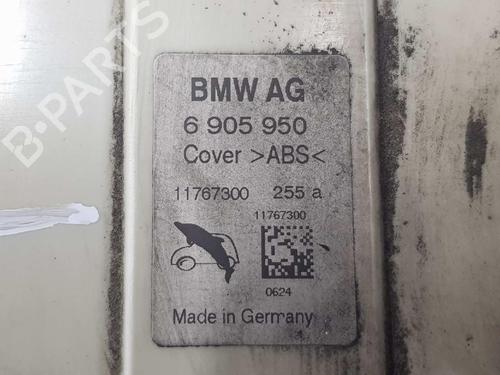 BMW AG
6 905 950
Cover >ABS<
11767300 255 a
11767300
0624
Made in Germany
B-PARTS